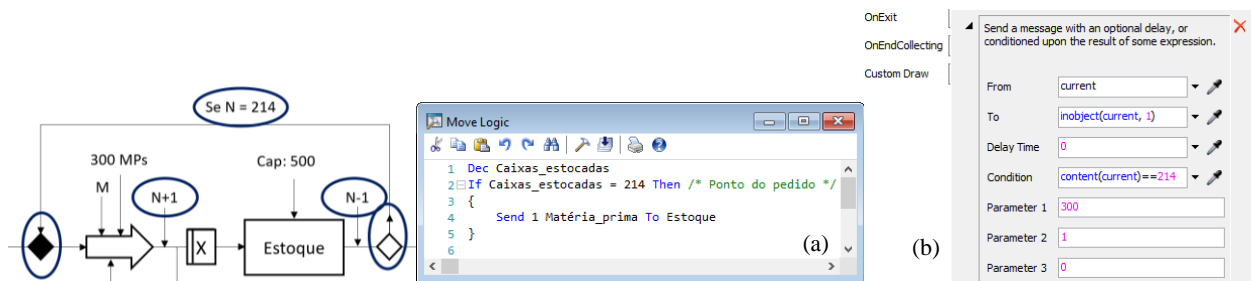 Se N = 214
300 MPs
Cap: 500
M
N+1
N-1
X
Estoque
Move Logic
1 Dec Caixas_estocadas
2 If Caixas_estocadas = 214 Then /* Ponto do pedido */
3 {
4 Send 1 Matéria_prima To Estoque
5 }
6
(a)
OnExit
OnEndCollecting
Custom Draw
(b)
Send a message with an optional delay, or
conditioned upon the result of some expression.
From current
To inobject(current, 1)
Delay Time 0
Condition content(current)==214
Parameter 1 300
Parameter 2 1
Parameter 3 0